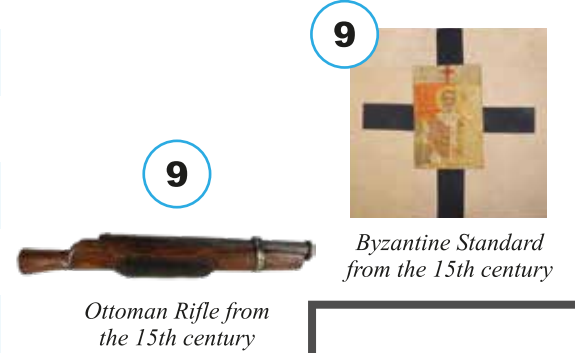 9
Byzantine Standard
from the 15th century
9
Ottoman Rifle from
the 15th century